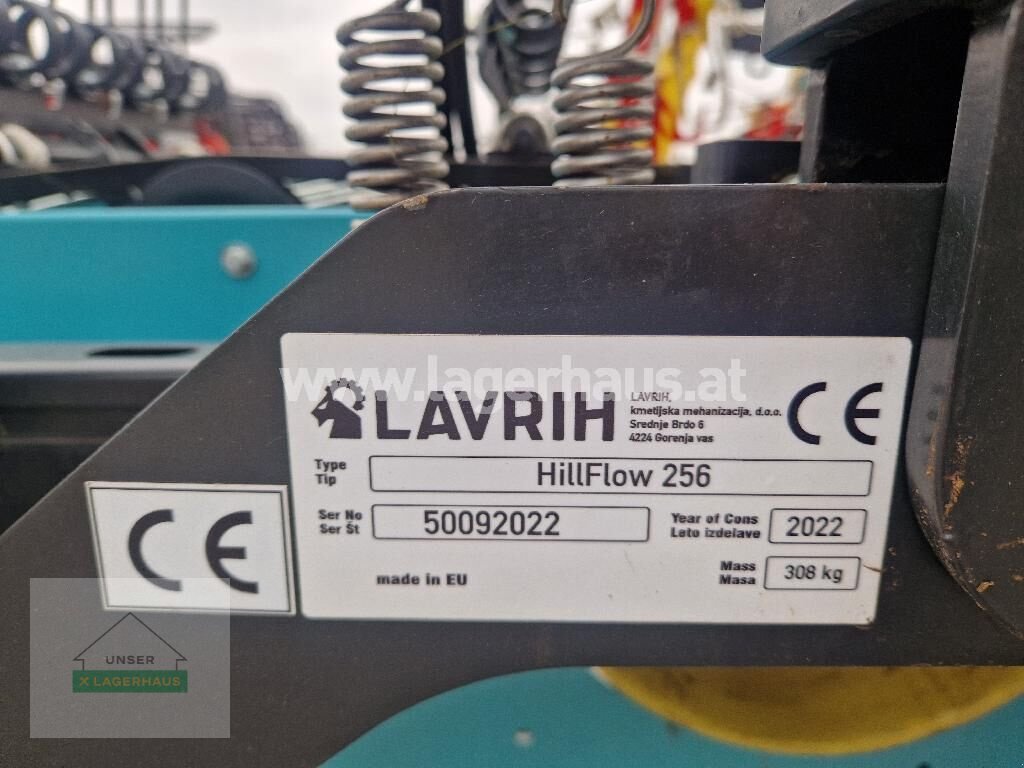 www.lagerhaus.at
LAVRIH
LAVRIH,
kmetijska mehanizacija, d.o.o.
Srednje Brdo 6
4224 Gorenja vas
CE
Type
Tip
HillFlow 256
Ser No
Ser Št
50092022
Year of Cons
Leto izdelave
2022
made in EU
Mass
Masa
308 kg
CE
UNSER
X LAGERHAUS